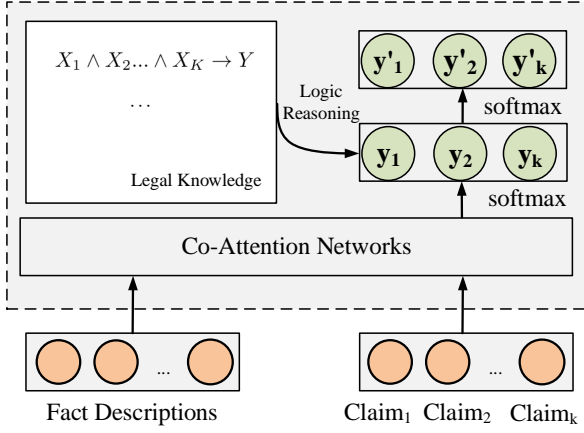 X₁ ∧ X₂... ∧ X_K → Y
...
Legal Knowledge
Logic
Reasoning
y'₁ y'₂ y'ₖ
softmax
y₁ y₂ yₖ
softmax
Co-Attention Networks
...
Fact Descriptions
...
Claim₁ Claim₂ Claimₖ